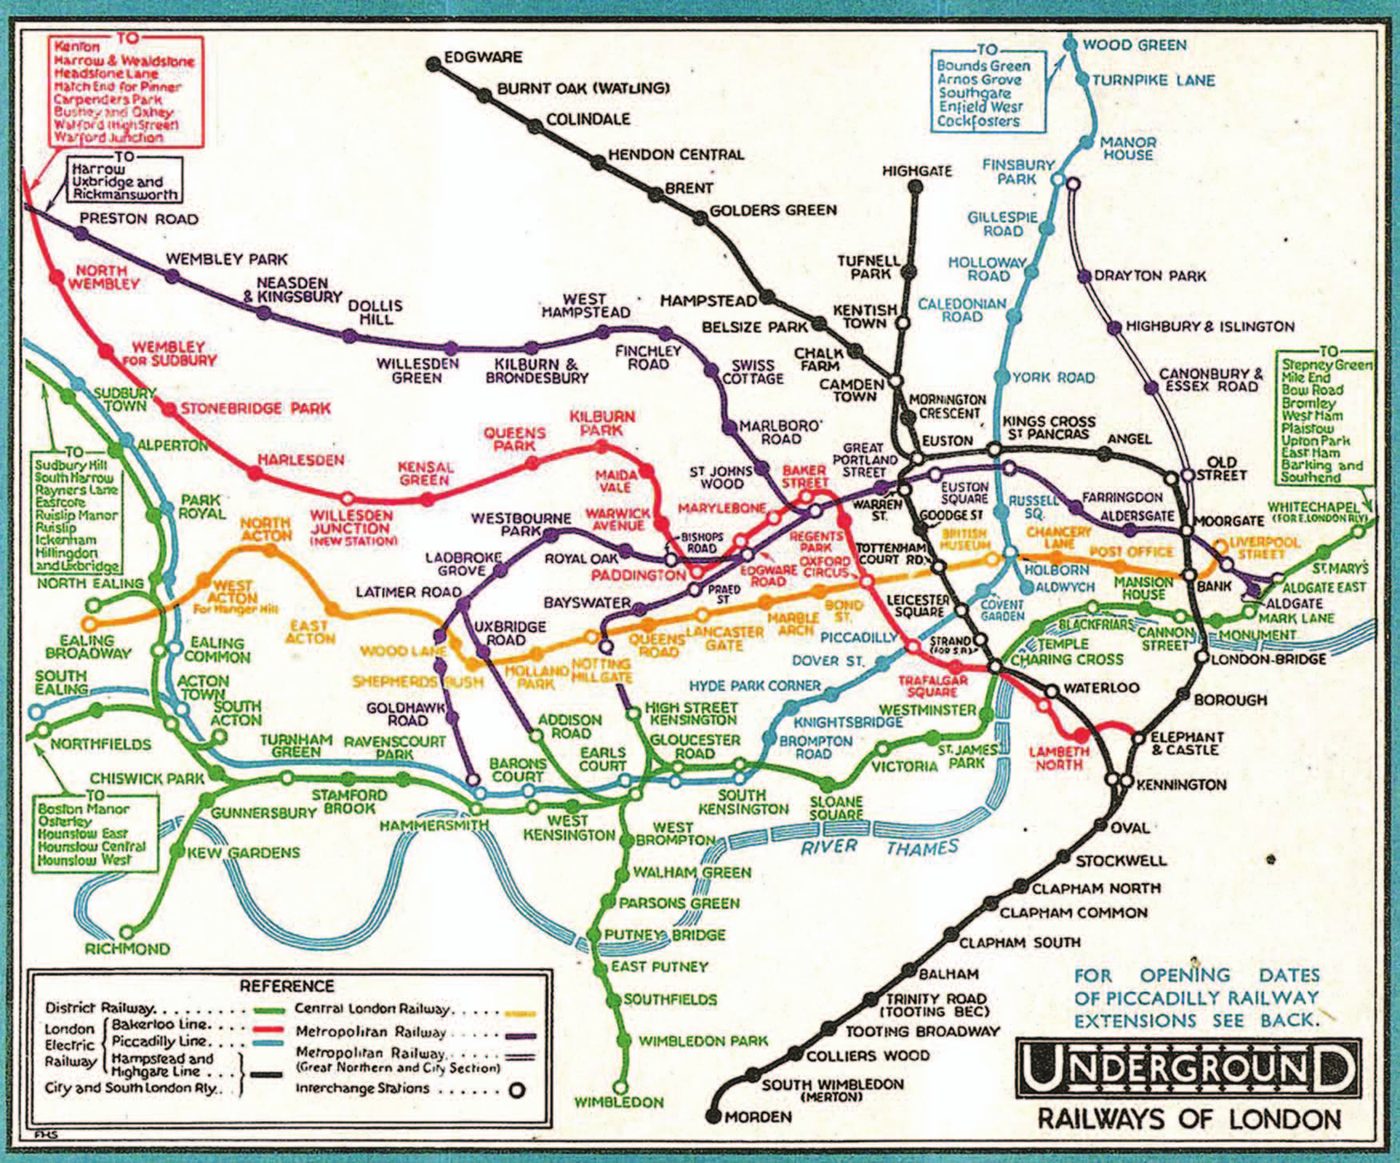 TO
Kenton
Harrow & Wealdstone
Headstone Lane
Hatch End for Pinner
Carpenders Park
Bushey and Oxhey
Watford (High Street)
Watford Junction
TO
Harrow
Uxbridge and
Rickmansworth
PRESTON ROAD
WEMBLEY PARK
NORTH
WEMBLEY
NEASDEN
& KINGSBURY
DOLLIS
HILL
WILLESDEN
GREEN
KILBURN &
BRONDESBURY
WEST
HAMPSTEAD
FINCHLEY
ROAD
SWISS
COTTAGE
MARLBORO'
ROAD
ST JOHNS
WOOD
EDGWARE
BURNT OAK (WATLING)
COLINDALE
HENDON CENTRAL
BRENT
GOLDERS GREEN
HAMPSTEAD
BELSIZE PARK
CHALK
FARM
CAMDEN
TOWN
HIGHGATE
TUFNELL
PARK
KENTISH
TOWN
MORNINGTON
CRESCENT
EUSTON
TO
Bounds Green
Arnos Grove
Southgate
Enfield West
Cockfosters
WOOD GREEN
TURNPIKE LANE
MANOR
HOUSE
FINSBURY
PARK
GILLESPIE
ROAD
HOLLOWAY
ROAD
CALEDONIAN
ROAD
YORK ROAD
KINGS CROSS
ST PANCRAS
DRAYTON PARK
HIGHBURY & ISLINGTON
CANONBURY &
ESSEX ROAD
ANGEL
OLD
STREET
TO
Stepney Green
Mile End
Bow Road
Bromley
West Ham
Plaistow
Upton Park
East Ham
Barking and
Southend
WHITECHAPEL
(FOR E. LONDON RLY)
ST. MARY'S
ALDGATE EAST
ALDGATE
MARK LANE
MONUMENT
WEMBLEY
FOR SUDBURY
STONEBRIDGE PARK
HARLESDEN
WILLESDEN
JUNCTION
(NEW STATION)
KENSAL
GREEN
QUEENS
PARK
KILBURN
PARK
MAIDA
VALE
WARWICK
AVENUE
PADDINGTON
MARYLEBONE
BAKER
STREET
EDGWARE
ROAD
REGENTS
PARK
OXFORD
CIRCUS
GREAT
PORTLAND
STREET
EUSTON
SQUARE
WARREN
ST.
GOODGE ST
TOTTENHAM
COURT RD.
RUSSELL
SQ.
FARRINGDON
ALDERSGATE
MOORGATE
LIVERPOOL
STREET
BANK
BRITISH
MUSEUM
CHANCERY
LANE
POST OFFICE
HOLBORN
ALDWYCH
COVENT
GARDEN
LEICESTER
SQUARE
STRAND
(FOR S.R.)
MANSION
HOUSE
BLACKFRIARS
CANNON
STREET
TEMPLE
CHARING CROSS
LONDON-BRIDGE
BOROUGH
SUDBURY
TOWN
ALPERTON
PARK
ROYAL
TO
Sudbury Hill
South Harrow
Rayners Lane
Eastcote
Ruislip Manor
Ruislip
Ickenham
Hillingdon
and Uxbridge
NORTH EALING
EALING
BROADWAY
WEST
ACTON
For Hanger Hill
NORTH
ACTON
EAST
ACTON
WOOD LANE
SHEPHERDS BUSH
HOLLAND
PARK
NOTTING
HILL GATE
QUEENS
ROAD
LANCASTER
GATE
MARBLE
ARCH
BOND
ST.
WESTBOURNE
PARK
ROYAL OAK
BISHOPS
ROAD
LADBROKE
GROVE
LATIMER ROAD
BAYSWATER
PRAED
ST
UXBRIDGE
ROAD
GOLDHAWK
ROAD
ADDISON
ROAD
EALING
COMMON
SOUTH
EALING
ACTON
TOWN
SOUTH
ACTON
NORTHFIELDS
CHISWICK PARK
TURNHAM
GREEN
RAVENSCOURT
PARK
STAMFORD
BROOK
GUNNERSBURY
KEW GARDENS
RICHMOND
HAMMERSMITH
BARONS
COURT
EARLS
COURT
WEST
KENSINGTON
TO
Boston Manor
Osterley
Hounslow East
Hounslow Central
Hounslow West
HIGH STREET
KENSINGTON
GLOUCESTER
ROAD
SOUTH
KENSINGTON
SLOANE
SQUARE
VICTORIA
ST. JAMES
PARK
WESTMINSTER
PICCADILLY
DOVER ST.
HYDE PARK CORNER
KNIGHTSBRIDGE
BROMPTON
ROAD
TRAFALGAR
SQUARE
WATERLOO
LAMBETH
NORTH
ELEPHANT
& CASTLE
KENNINGTON
OVAL
STOCKWELL
CLAPHAM NORTH
CLAPHAM COMMON
CLAPHAM SOUTH
BALHAM
TRINITY ROAD
(TOOTING BEC)
TOOTING BROADWAY
COLLIERS WOOD
SOUTH WIMBLEDON
(MERTON)
MORDEN
WEST
BROMPTON
WALHAM GREEN
PARSONS GREEN
PUTNEY BRIDGE
EAST PUTNEY
SOUTHFIELDS
WIMBLEDON PARK
WIMBLEDON
RIVER THAMES
REFERENCE
District Railway
London Electric Railway
Bakerloo Line
Piccadilly Line
Hampstead and
Highgate Line
City and South London Rly.
Central London Railway
Metropolitan Railway
Metropolitan Railway
(Great Northern and City Section)
Interchange Stations
FOR OPENING DATES
OF PICCADILLY RAILWAY
EXTENSIONS SEE BACK.
UNDERGROUND
RAILWAYS OF LONDON
FHS